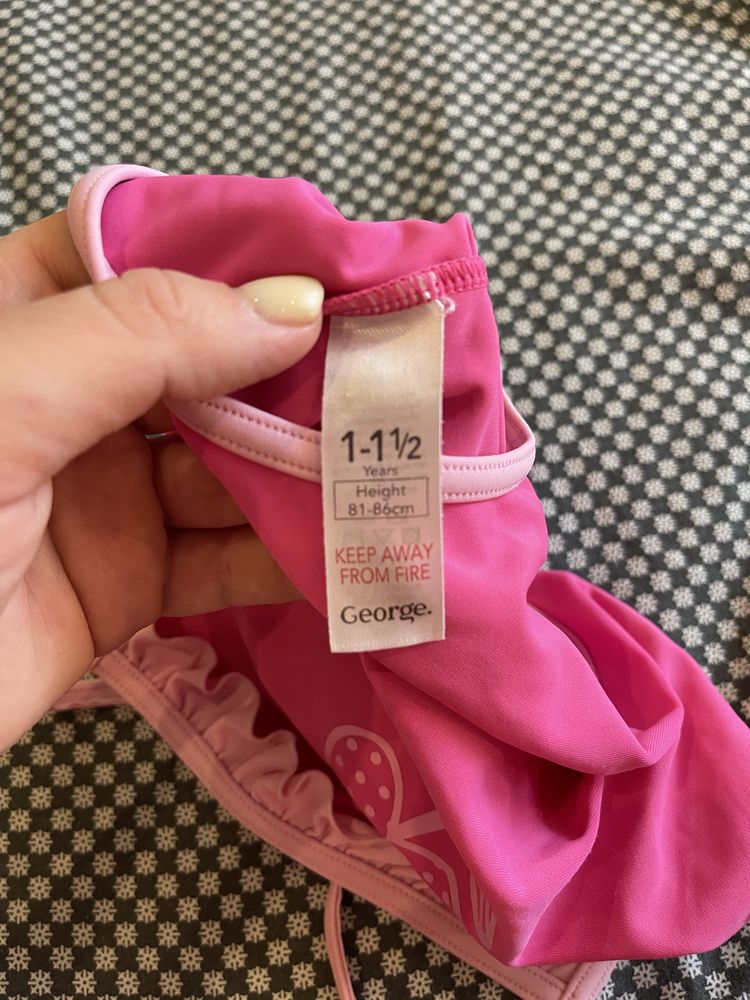 1-1½
Years
Height
81-86cm
KEEP AWAY
FROM FIRE
George.